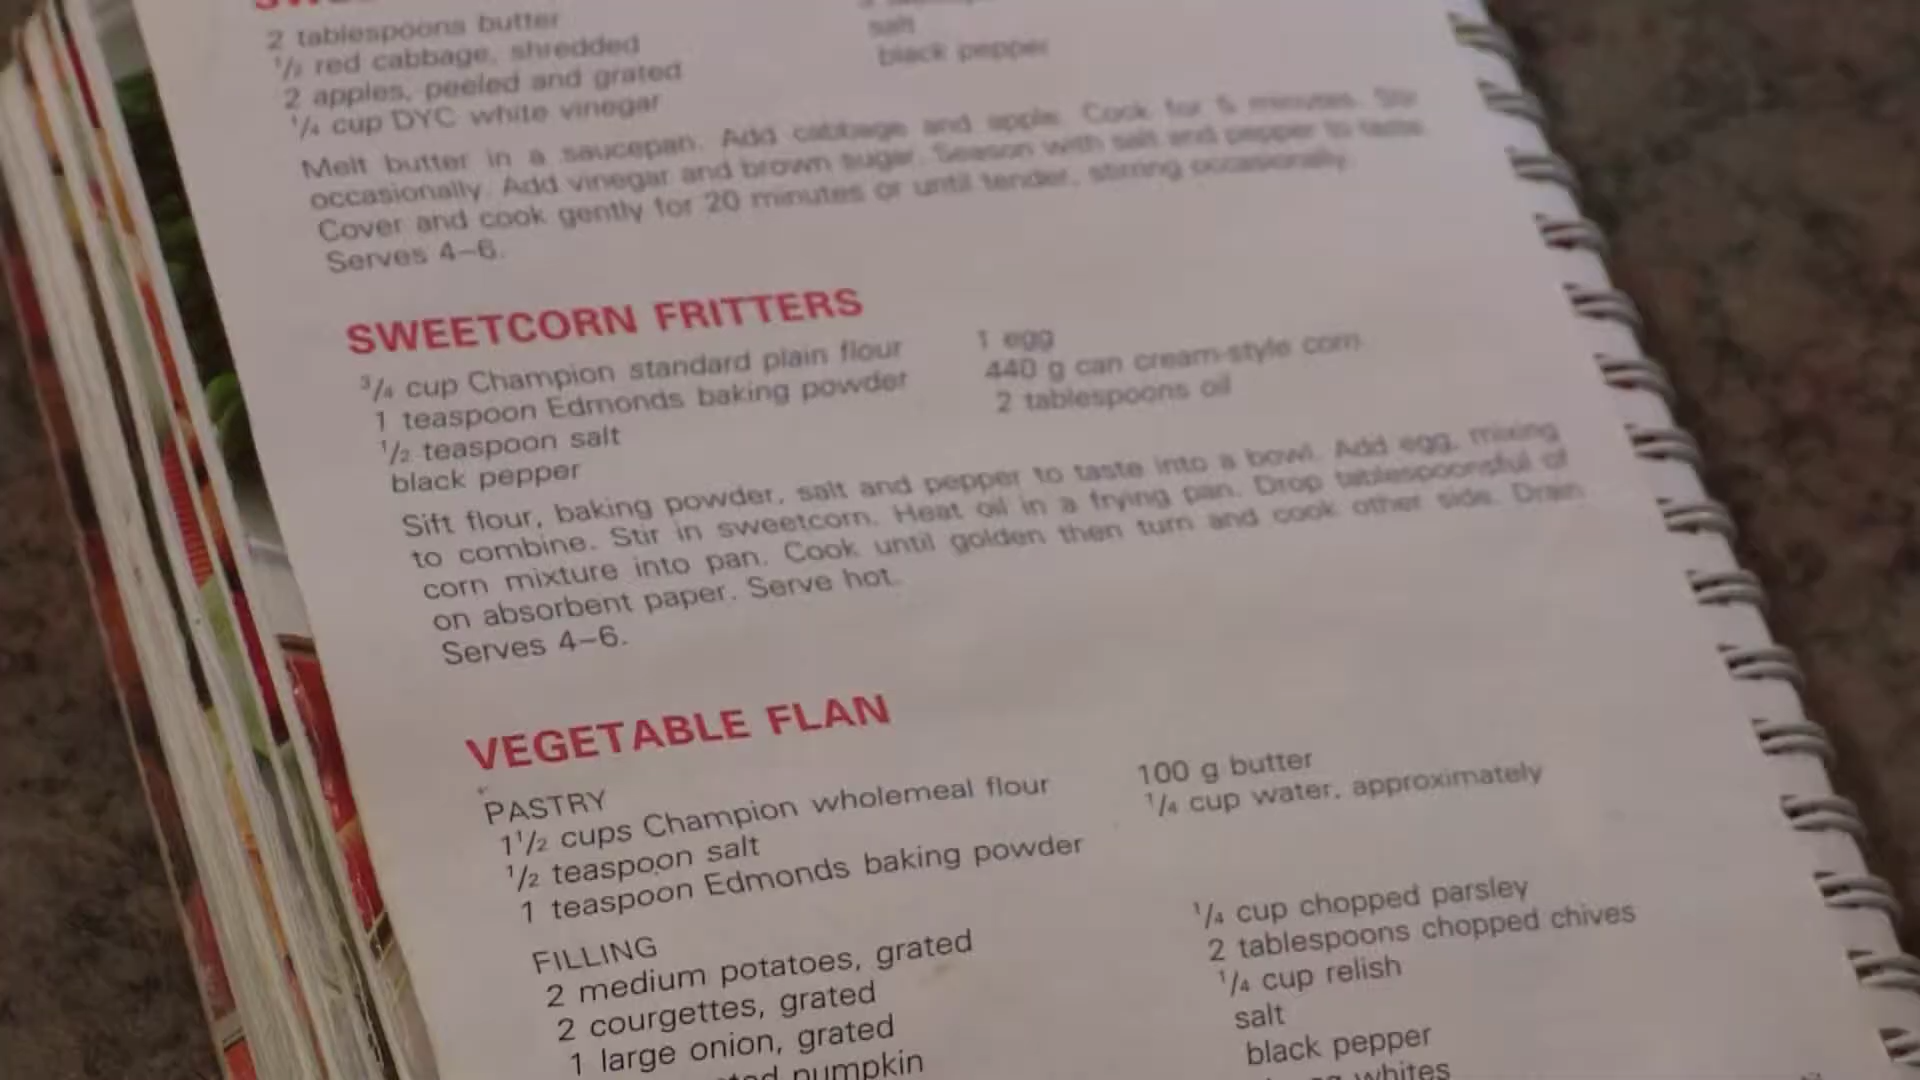 2 tablespoons butter
1/2 red cabbage, shredded
2 apples, peeled and grated
1/4 cup DYC white vinegar
salt
black pepper
Melt butter in a saucepan. Add cabbage and apple. Cook for 5 minutes. Stir
occasionally. Add vinegar and brown sugar. Season with salt and pepper to taste.
Cover and cook gently for 20 minutes or until tender, stirring occasionally.
Serves 4–6.
SWEETCORN FRITTERS
3/4 cup Champion standard plain flour
1 teaspoon Edmonds baking powder
1/2 teaspoon salt
black pepper
1 egg
440 g can cream-style corn
2 tablespoons oil
Sift flour, baking powder, salt and pepper to taste into a bowl. Add egg, mixing
to combine. Stir in sweetcorn. Heat oil in a frying pan. Drop tablespoonsful of
corn mixture into pan. Cook until golden then turn and cook other side. Drain
on absorbent paper. Serve hot.
Serves 4–6.
VEGETABLE FLAN
PASTRY
1 1/2 cups Champion wholemeal flour
1/2 teaspoon salt
1 teaspoon Edmonds baking powder
100 g butter
1/4 cup water, approximately
FILLING
2 medium potatoes, grated
2 courgettes, grated
1 large onion, grated
pumpkin
1/4 cup chopped parsley
2 tablespoons chopped chives
1/4 cup relish
salt
black pepper
whites